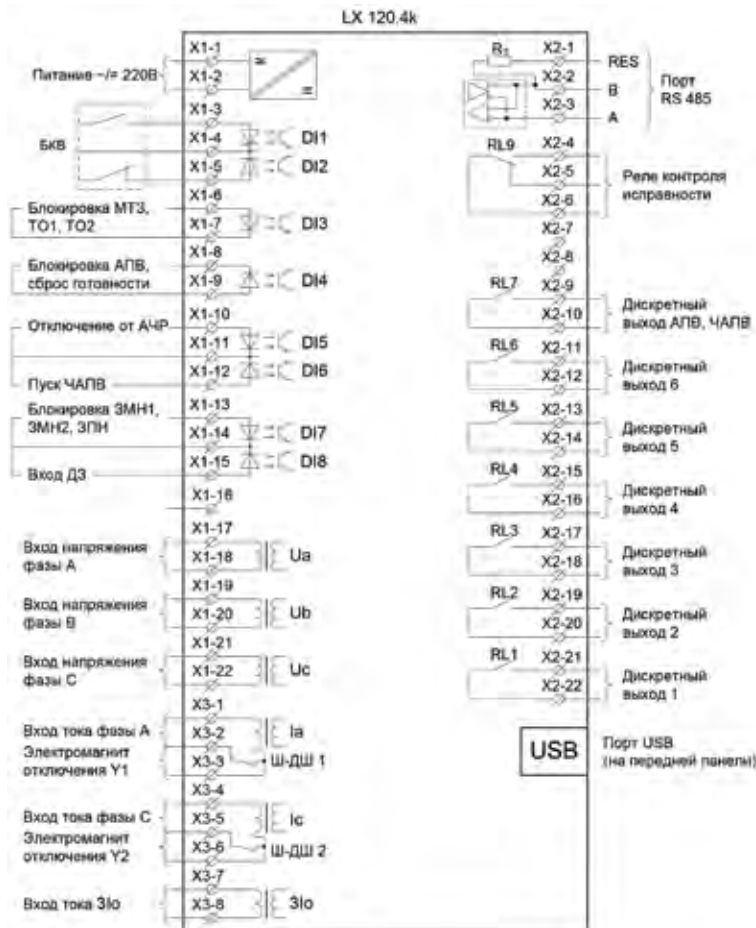 LX 120.4k
X1-1
Питание ~/= 220В
X1-2
X1-3
БКВ
X1-4
DI1
X1-5
DI2
X1-6
Блокировка МТЗ,
ТО1, ТО2
X1-7
DI3
X1-8
Блокировка АПВ,
сброс готовности
X1-9
DI4
X1-10
Отключение от АЧР
X1-11
DI5
X1-12
DI6
Пуск ЧАПВ
X1-13
Блокировка ЗМН1,
ЗМН2, ЗПН
X1-14
DI7
X1-15
DI8
Вход ДЗ
X1-16
X1-17
Вход напряжения
фазы А
X1-18
Ua
X1-19
Вход напряжения
фазы В
X1-20
Ub
X1-21
Вход напряжения
фазы С
X1-22
Uc
X3-1
Вход тока фазы А
X3-2
Ia
Электромагнит
отключения Y1
X3-3
Ш-ДШ 1
X3-4
Вход тока фазы С
X3-5
Ic
Электромагнит
отключения Y2
X3-6
Ш-ДШ 2
X3-7
Вход тока 3Io
X3-8
3Io
X2-1
RES
X2-2
B
X2-3
A
Порт
RS 485
RL9
X2-4
X2-5
X2-6
Реле контроля
исправности
X2-7
X2-8
RL7
X2-9
X2-10
Дискретный
выход АПВ, ЧАПВ
RL6
X2-11
X2-12
Дискретный
выход 6
RL5
X2-13
X2-14
Дискретный
выход 5
RL4
X2-15
X2-16
Дискретный
выход 4
RL3
X2-17
X2-18
Дискретный
выход 3
RL2
X2-19
X2-20
Дискретный
выход 2
RL1
X2-21
X2-22
Дискретный
выход 1
USB
Порт USB
(на передней панели)